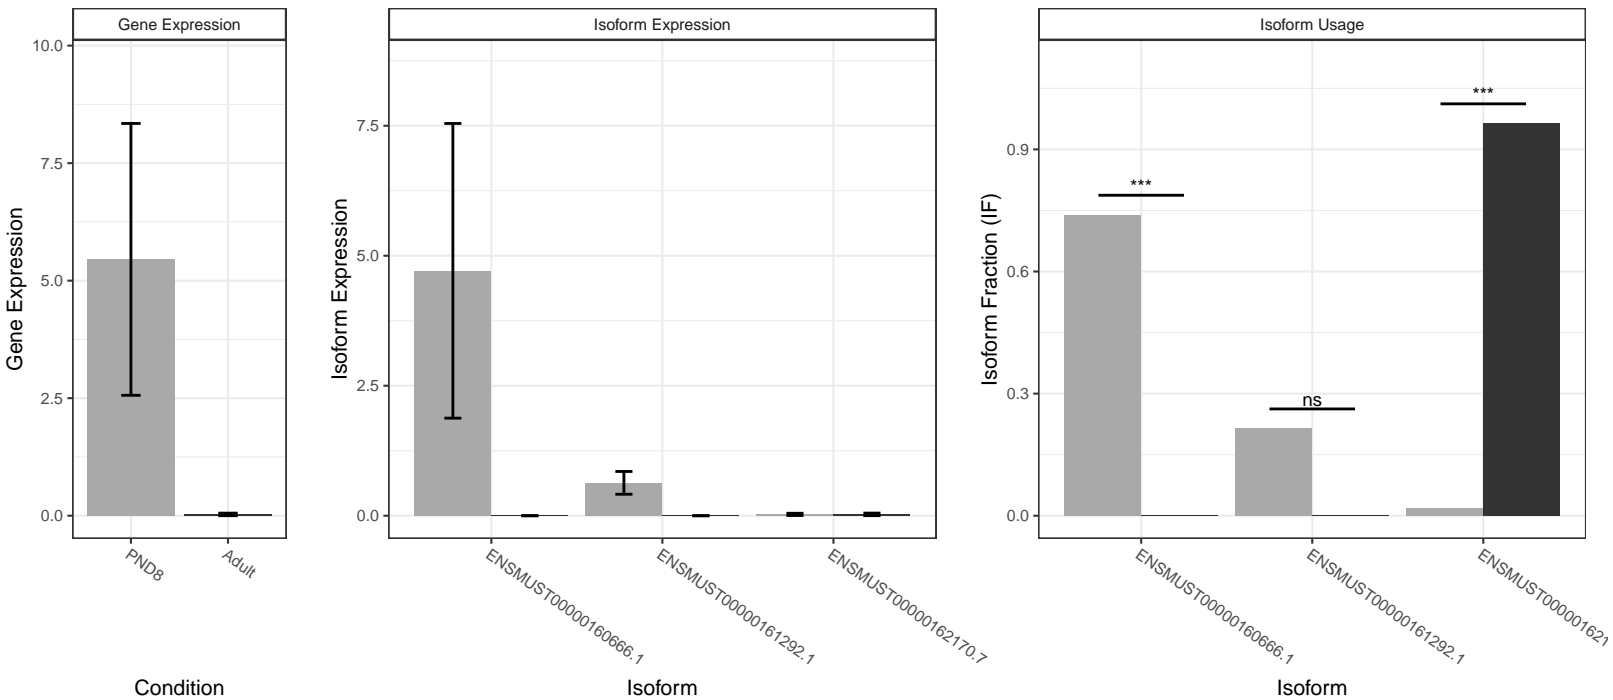 Gene Expression
Isoform Expression
Isoform Usage
Gene Expression
10.0
7.5
5.0
2.5
0.0
PND8
Adult
Condition
Isoform Expression
7.5
5.0
2.5
0.0
ENSMUST00000160666.1
ENSMUST00000161292.1
ENSMUST00000162170.7
Isoform
Isoform Fraction (IF)
0.9
0.6
0.3
0.0
***
ns
***
ENSMUST00000160666.1
ENSMUST00000161292.1
ENSMUST000001621
Isoform